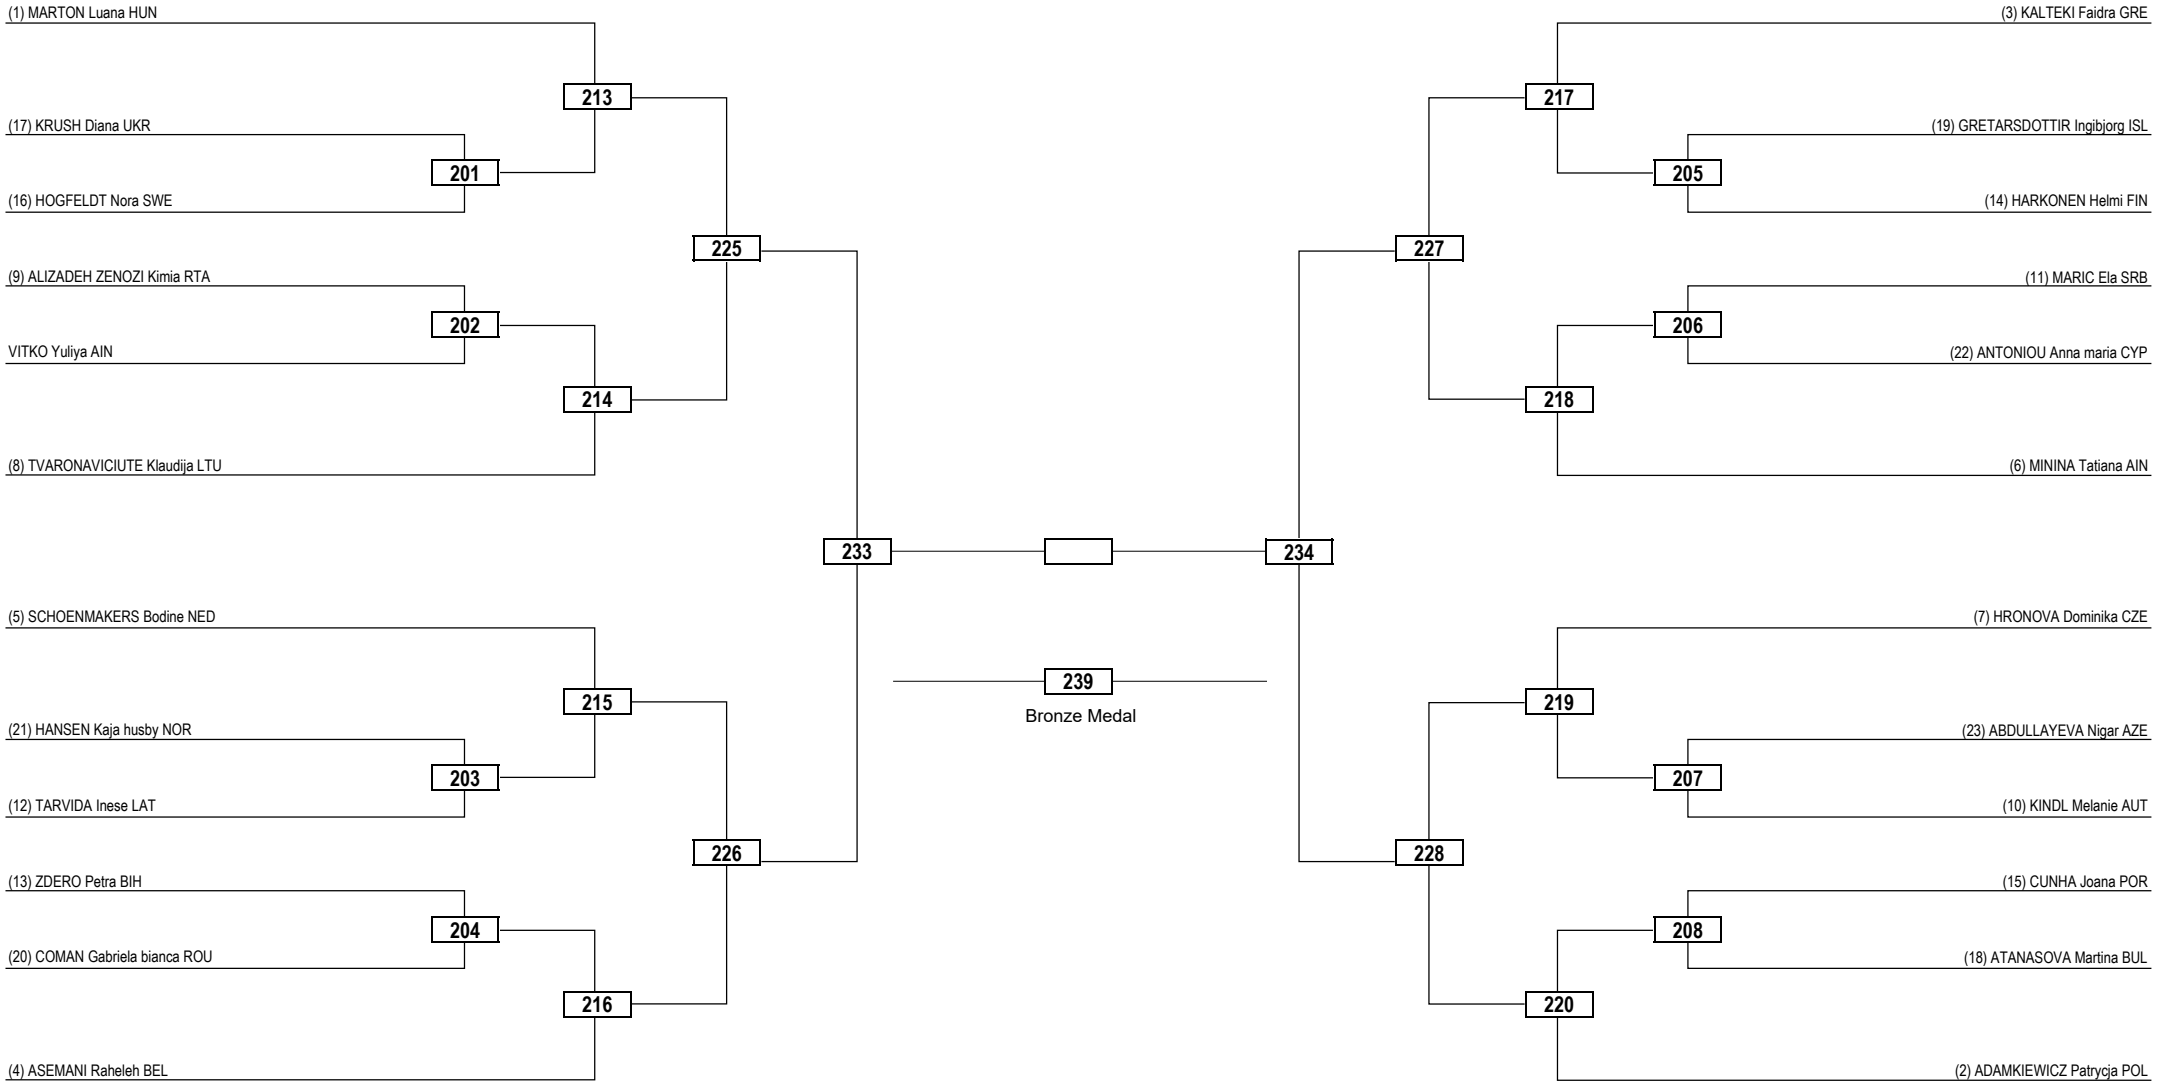 (1) MARTON Luana HUN
213
(17) KRUSH Diana UKR
201
(16) HOGFELDT Nora SWE
225
(9) ALIZADEH ZENOZI Kimia RTA
202
VITKO Yuliya AIN
214
(8) TVARONAVICIUTE Klaudija LTU
233
(5) SCHOENMAKERS Bodine NED
215
(21) HANSEN Kaja husby NOR
203
(12) TARVIDA Inese LAT
226
(13) ZDERO Petra BIH
204
(20) COMAN Gabriela bianca ROU
216
(4) ASEMANI Raheleh BEL
239
Bronze Medal
(3) KALTEKI Faidra GRE
217
(19) GRETARSDOTTIR Ingibjorg ISL
205
(14) HARKONEN Helmi FIN
227
(11) MARIC Ela SRB
206
(22) ANTONIOU Anna maria CYP
218
(6) MININA Tatiana AIN
234
(7) HRONOVA Dominika CZE
219
(23) ABDULLAYEVA Nigar AZE
207
(10) KINDL Melanie AUT
228
(15) CUNHA Joana POR
208
(18) ATANASOVA Martina BUL
220
(2) ADAMKIEWICZ Patrycja POL